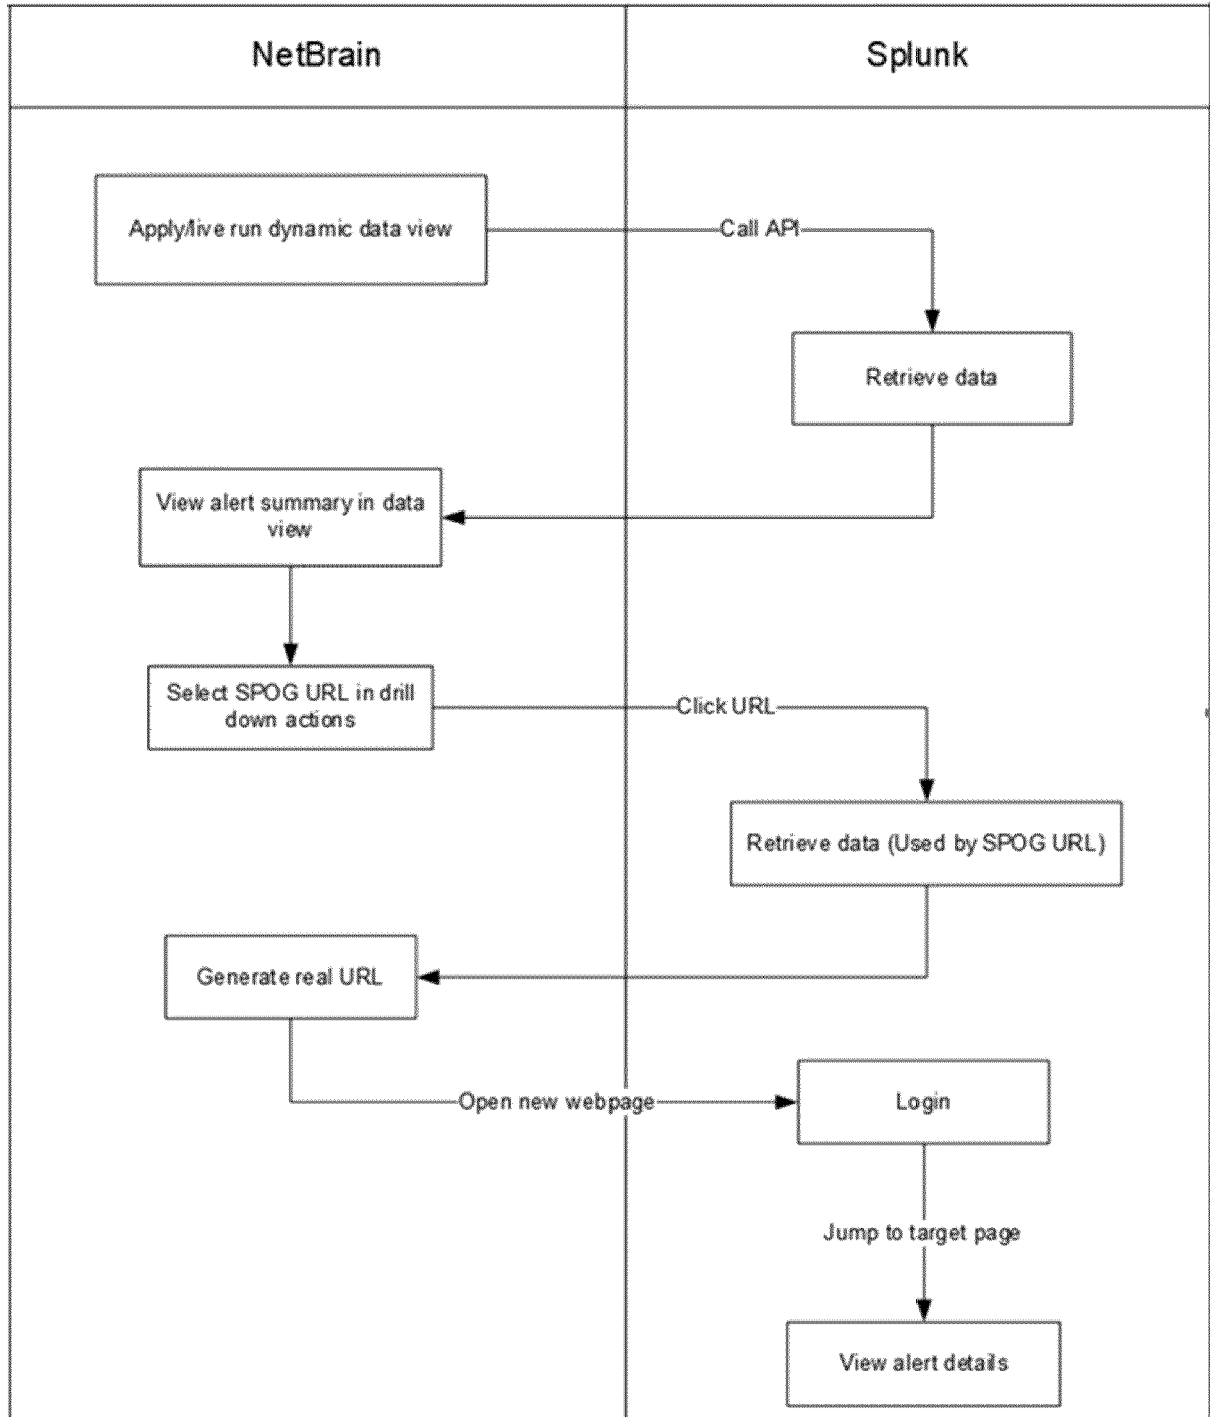 NetBrain
Splunk
Apply/live run dynamic data view
Call API
Retrieve data
View alert summary in data
view
Select SPOG URL in drill
down actions
Click URL
Retrieve data (Used by SPOG URL)
Generate real URL
Open new webpage
Login
Jump to target page
View alert details